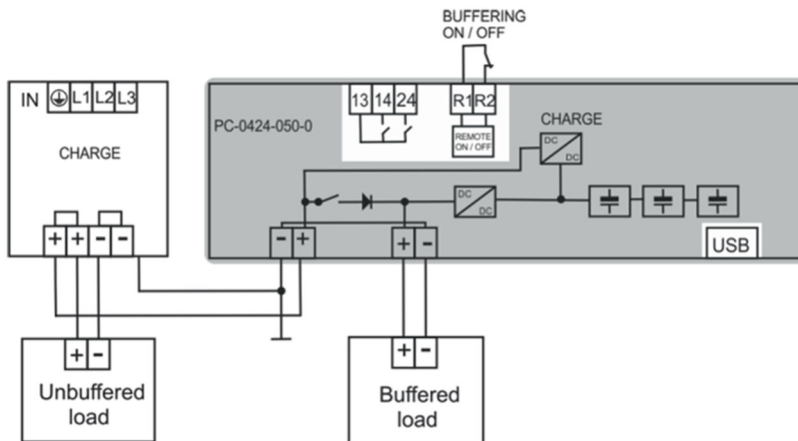 BUFFERING
ON / OFF
IN L1 L2 L3
CHARGE
+ + - -
PC-0424-050-0
13 14 24
R1 R2
REMOTE
ON / OFF
CHARGE
DC
DC
DC
DC
- +
+ -
USB
+ -
Unbuffered
load
+ -
Buffered
load